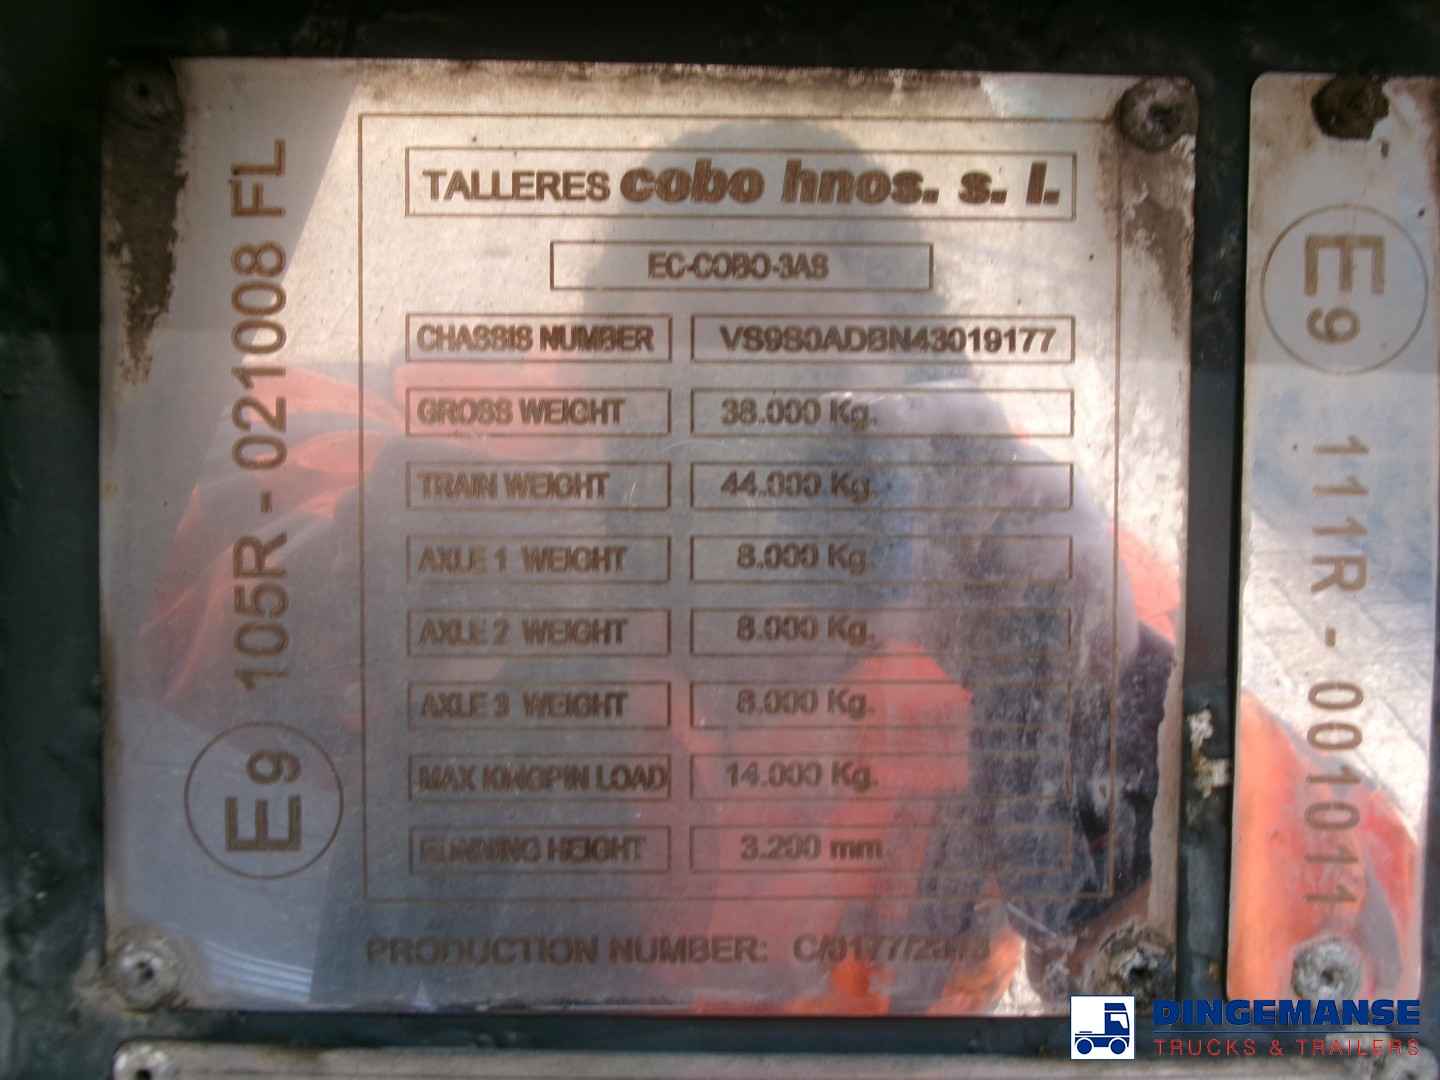 TALLERES cobo hnos. s. l.
EC-COBO-3AS
CHASSIS NUMBER VS9S0ADBN43019177
GROSS WEIGHT 38.000 Kg.
TRAIN WEIGHT 44.000 Kg.
AXLE 1 WEIGHT 8.000 Kg.
AXLE 2 WEIGHT 8.000 Kg.
AXLE 3 WEIGHT 8.000 Kg.
MAX KINGPIN LOAD 14.000 Kg.
RUNNING HEIGHT 3.200 mm
PRODUCTION NUMBER:
E9 105R - 021008 FL
E9 111R - 001011
DINGEMANSE
TRUCKS & TRAILERS